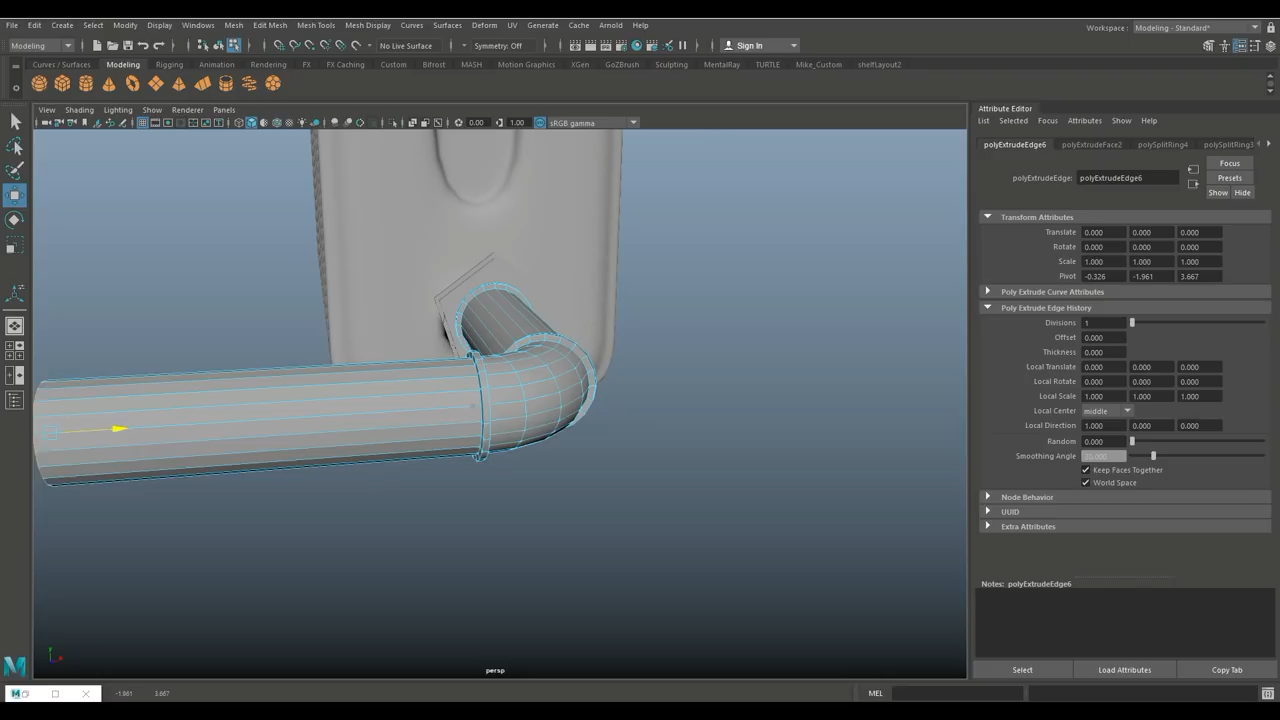 File Edit Create Select Modify Display Windows Mesh Edit Mesh Mesh Tools Mesh Display Curves Surfaces Deform UV Generate Cache Arnold Help
Workspace: Modeling - Standard*
Modeling No Live Surface Symmetry: Off Sign In
Curves / Surfaces Modeling Rigging Animation Rendering FX FX Caching Custom Bifrost MASH Motion Graphics XGen GoZBrush Sculpting MentalRay TURTLE Mike_Custom shelfLayout2
View Shading Lighting Show Renderer Panels
0.00 1.00 sRGB gamma
persp
Attribute Editor
List Selected Focus Attributes Show Help
polyExtrudeEdge6 polyExtrudeFace2 polySplitRing4 polySplitRing3
Focus
polyExtrudeEdge: polyExtrudeEdge6 Presets
Show Hide
Transform Attributes
Translate 0.000 0.000 0.000
Rotate 0.000 0.000 0.000
Scale 1.000 1.000 1.000
Pivot -0.326 -1.961 3.667
Poly Extrude Curve Attributes
Poly Extrude Edge History
Divisions 1
Offset 0.000
Thickness 0.000
Local Translate 0.000 0.000 0.000
Local Rotate 0.000 0.000 0.000
Local Scale 1.000 1.000 1.000
Local Center middle
Local Direction 1.000 0.000 0.000
Random 0.000
Smoothing Angle 30.000
Keep Faces Together
World Space
Node Behavior
UUID
Extra Attributes
Notes: polyExtrudeEdge6
Select Load Attributes Copy Tab
-1.961 3.667 MEL